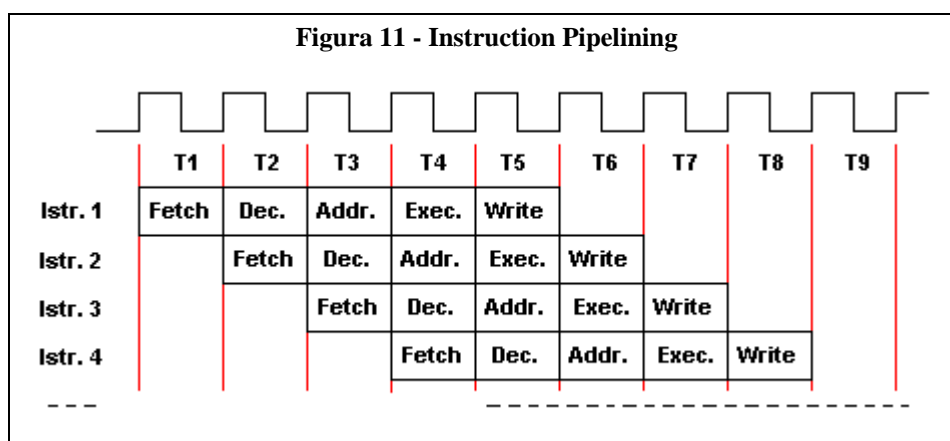 Figura 11 - Instruction Pipelining
T1 T2 T3 T4 T5 T6 T7 T8 T9
Istr. 1 Fetch Dec. Addr. Exec. Write
Istr. 2 Fetch Dec. Addr. Exec. Write
Istr. 3 Fetch Dec. Addr. Exec. Write
Istr. 4 Fetch Dec. Addr. Exec. Write